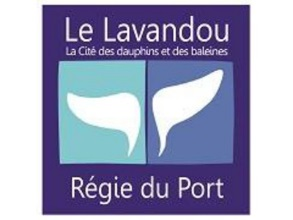 Le Lavandou
La Cité des dauphins et des baleines
Régie du Port